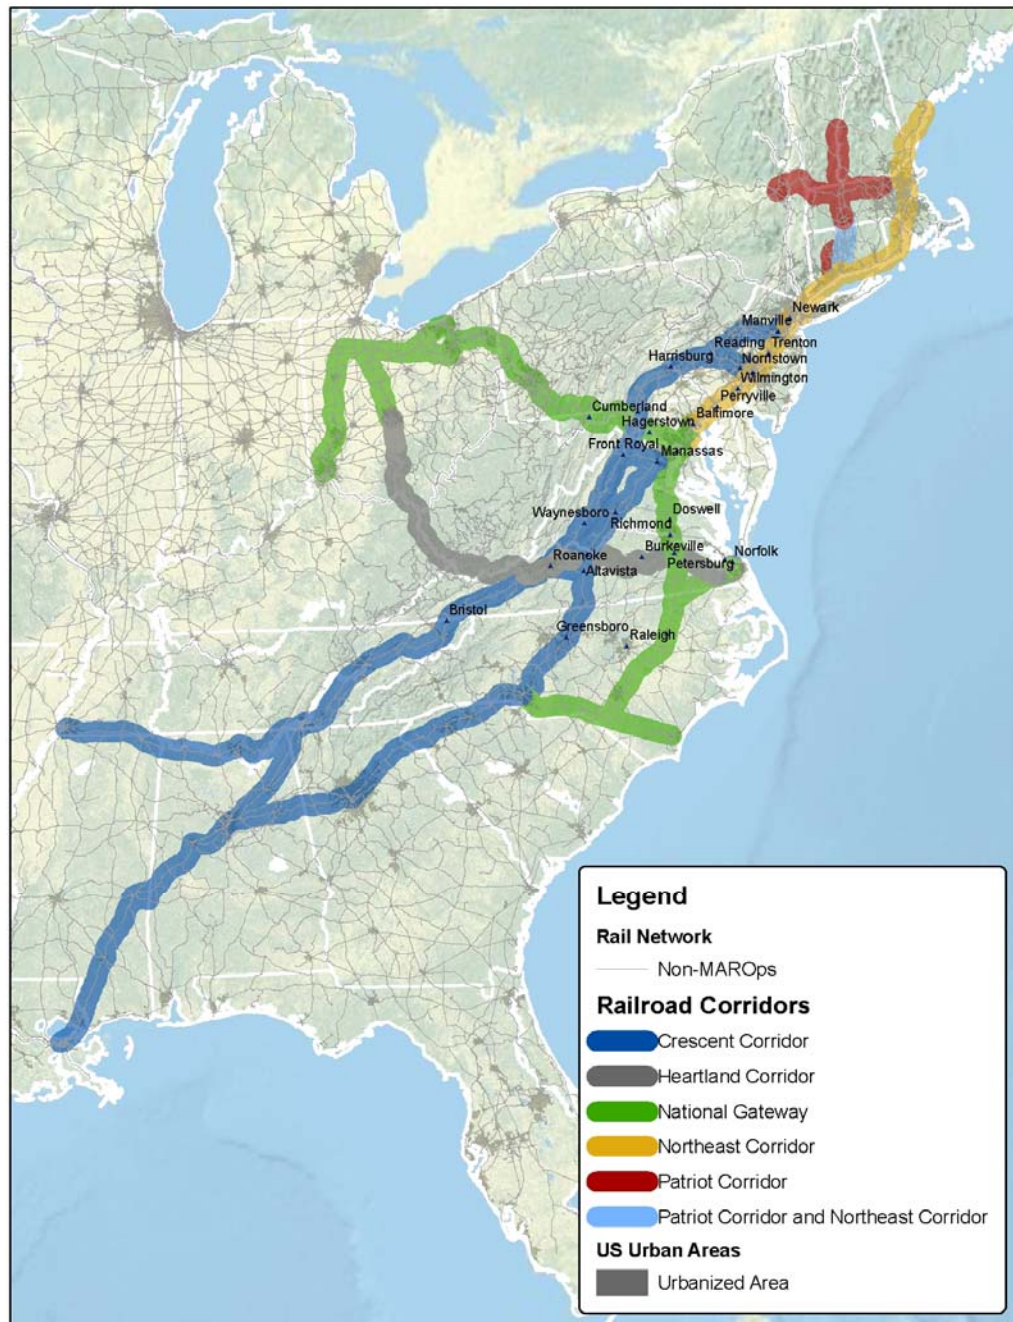 Newark
Manville
Reading Trenton
Harrisburg
Norristown
Wilmington
Perryville
Cumberland
Baltimore
Hagerstown
Front Royal
Manassas
Waynesboro
Doswell
Richmond
Burkeville
Norfolk
Roanoke
Petersburg
Altavista
Bristol
Greensboro
Raleigh
Legend
Rail Network
Non-MAROps
Railroad Corridors
Crescent Corridor
Heartland Corridor
National Gateway
Northeast Corridor
Patriot Corridor
Patriot Corridor and Northeast Corridor
US Urban Areas
Urbanized Area